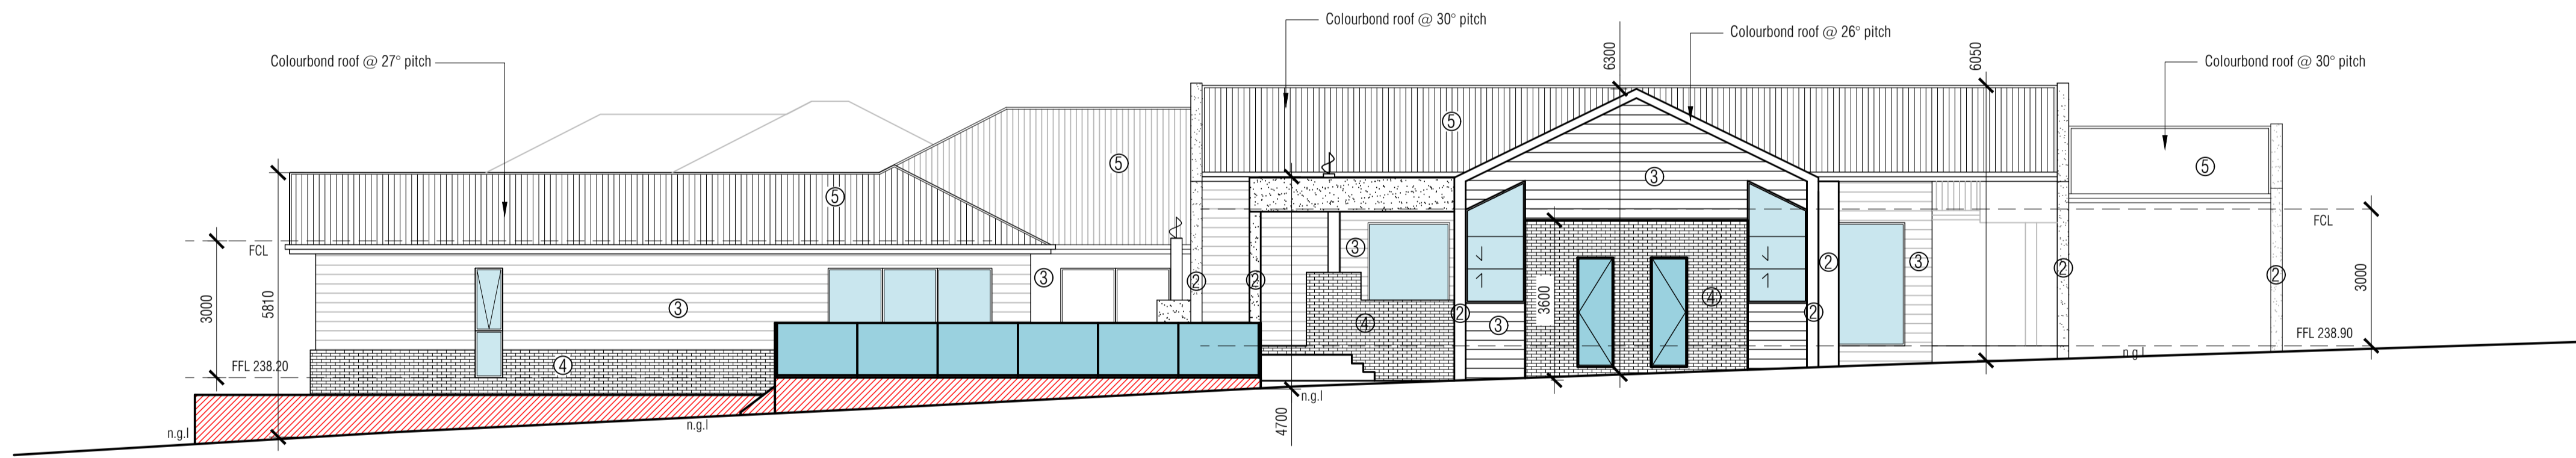 Colourbond roof @ 30° pitch
Colourbond roof @ 26° pitch
6300
6050
Colourbond roof @ 27° pitch
Colourbond roof @ 30° pitch
5
5
5
5
3
FCL
FCL
3
3
3
2
2
2
2
2
2
3000
5810
3000
3600
3
4
4
2
2
3
4
FFL 238.20
FFL 238.90
n.g.l
n.g.l
n.g.l
n.g.l
4700